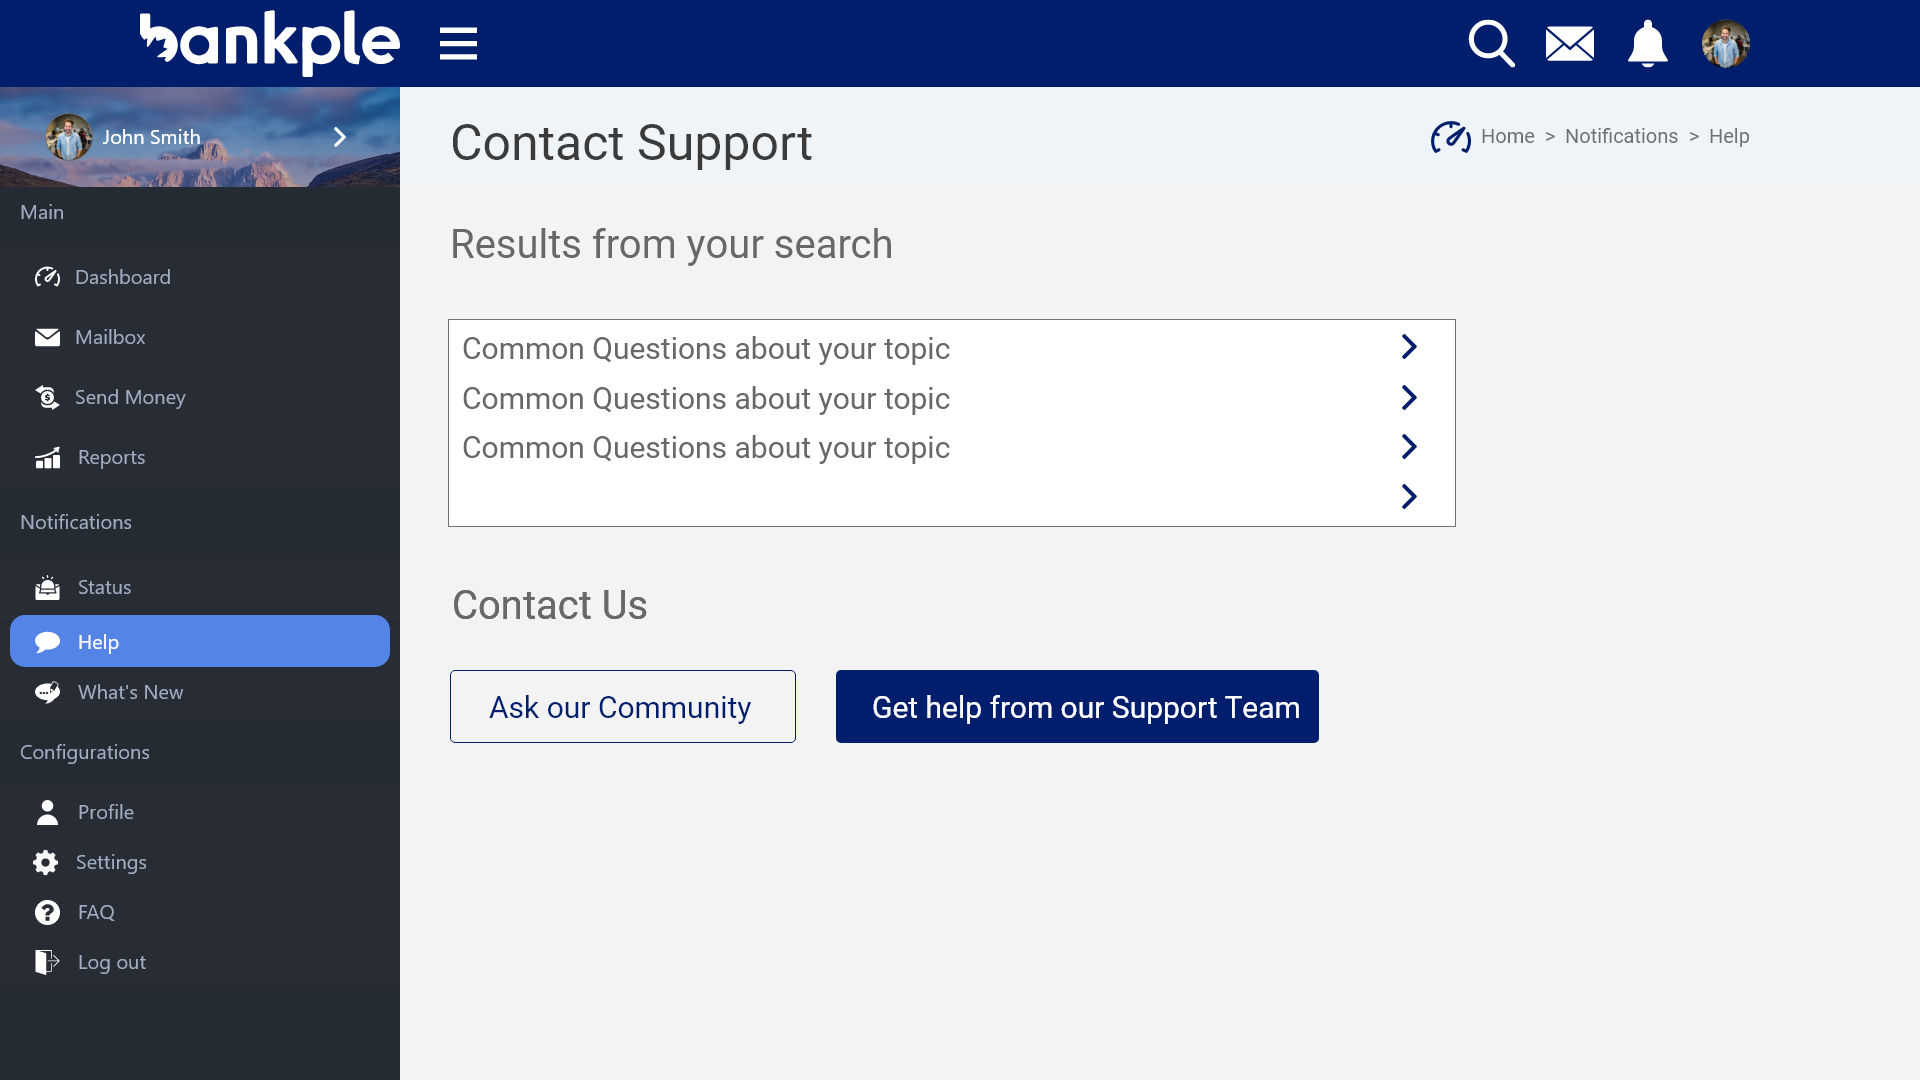 bankple
John Smith
Main
Dashboard
Mailbox
Send Money
Reports
Notifications
Status
Help
What's New
Configurations
Profile
Settings
FAQ
Log out
Contact Support
Home > Notifications > Help
Results from your search
Common Questions about your topic
Common Questions about your topic
Common Questions about your topic
Contact Us
Ask our Community
Get help from our Support Team